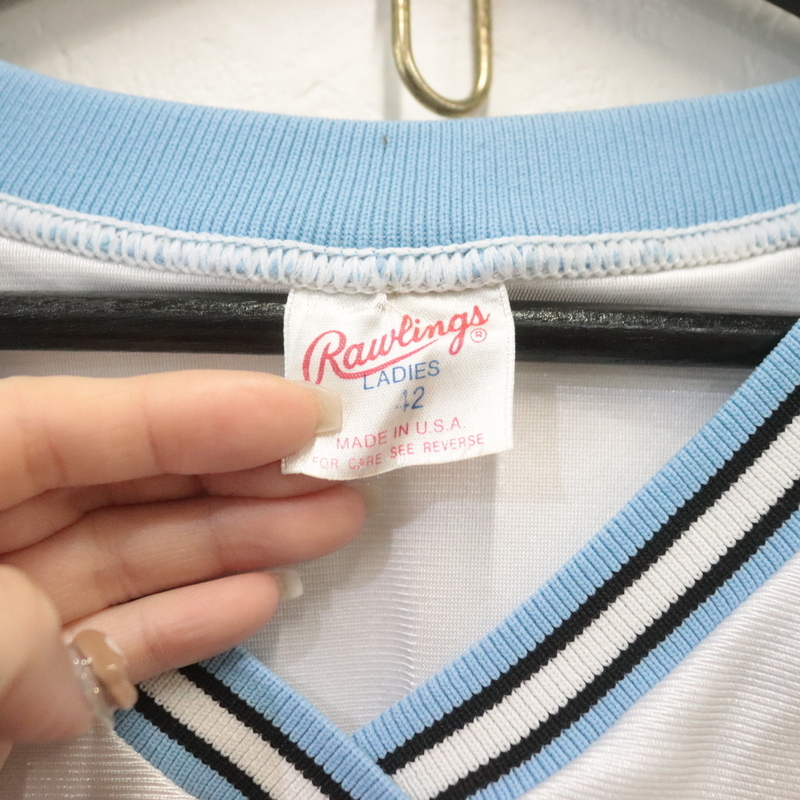 Rawlings ®
LADIES
42
MADE IN U.S.A.
FOR CARE SEE REVERSE